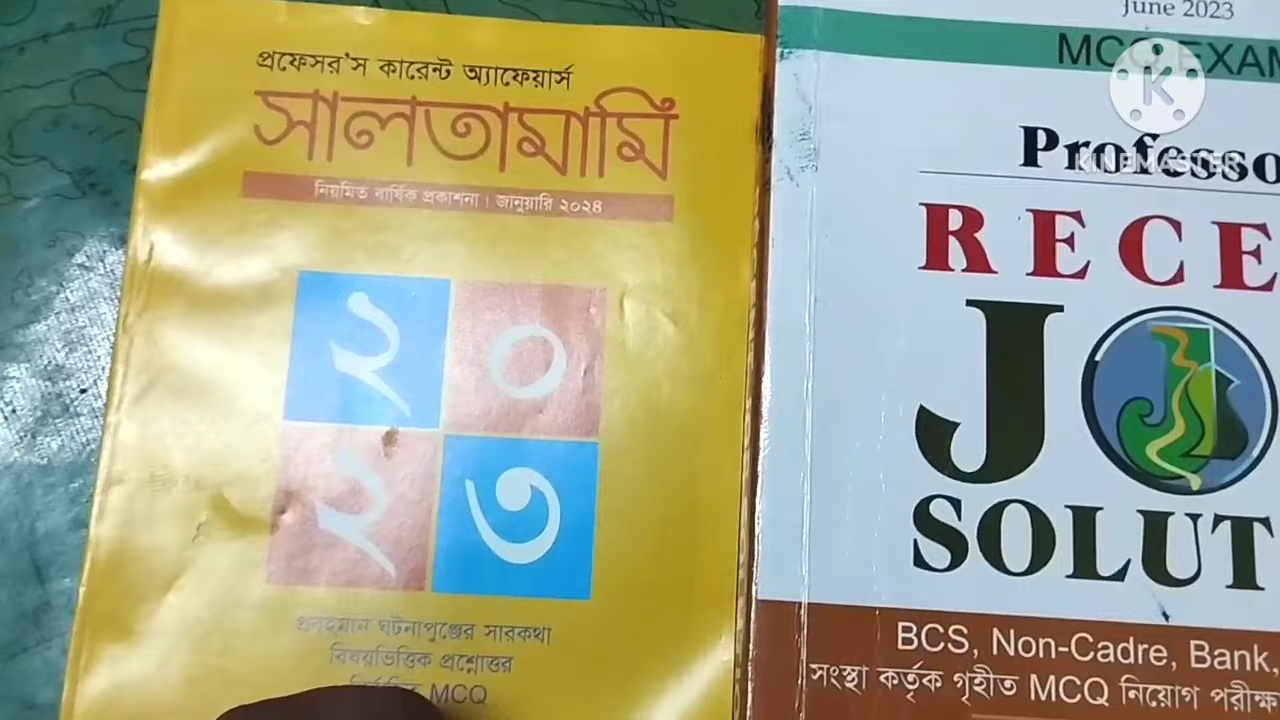 প্রফেসর'স কারেন্ট অ্যাফেয়ার্স
সালতামামি
নিয়মিত বার্ষিক প্রকাশনা। জানুয়ারি ২০২৪
২০
২৩
প্রবহমান ঘটনাপুঞ্জের সারকথা
বিষয়ভিত্তিক প্রশ্নোত্তর
MCQ
June 2023
MCQ EXAM
Professo
RECE
JO
SOLUT
BCS, Non-Cadre, Bank,
সংস্থা কর্তৃক গৃহীত MCQ নিয়োগ পরীক্ষ
K
KINEMASTER